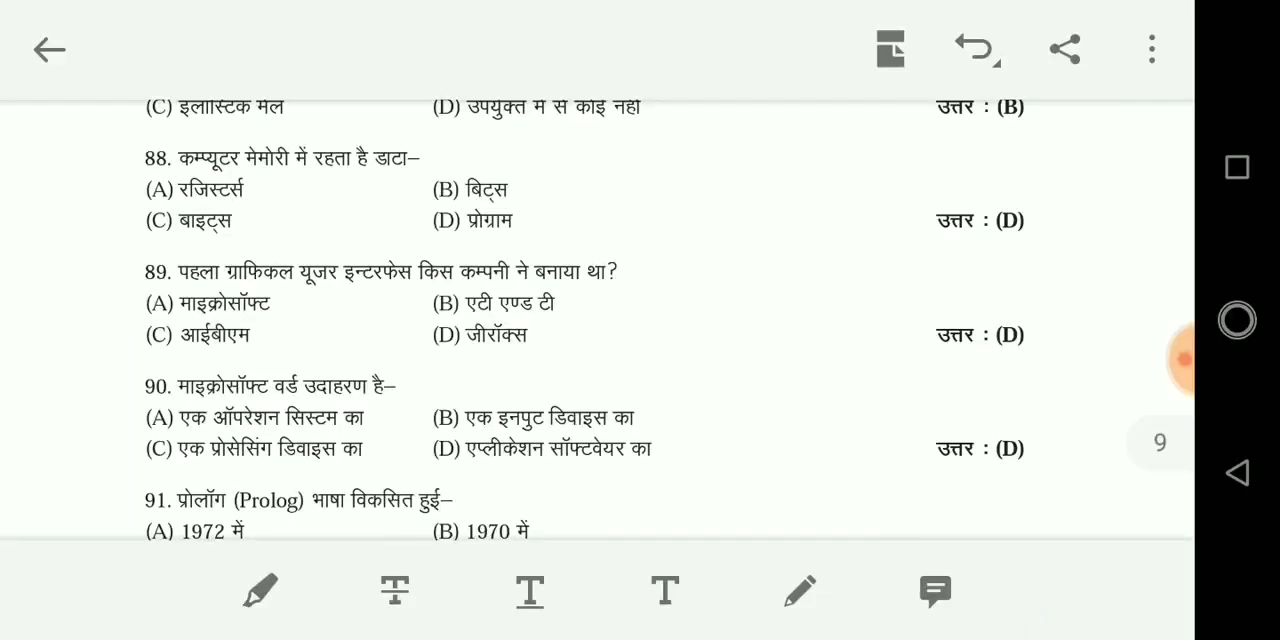 (C) इलास्टिक मेल (D) उपर्युक्त में से कोई नहीं उत्तर : (B)
88. कम्प्यूटर मेमोरी में रहता है डाटा–
(A) रजिस्टर्स (B) बिट्स
(C) बाइट्स (D) प्रोग्राम उत्तर : (D)
89. पहला ग्राफिकल यूजर इन्टरफेस किस कम्पनी ने बनाया था?
(A) माइक्रोसॉफ्ट (B) एटी एण्ड टी
(C) आईबीएम (D) जीरॉक्स उत्तर : (D)
90. माइक्रोसॉफ्ट वर्ड उदाहरण है–
(A) एक ऑपरेशन सिस्टम का (B) एक इनपुट डिवाइस का
(C) एक प्रोसेसिंग डिवाइस का (D) एप्लीकेशन सॉफ्टवेयर का उत्तर : (D)
9
91. प्रोलॉग (Prolog) भाषा विकसित हुई–
(A) 1972 में (B) 1970 में